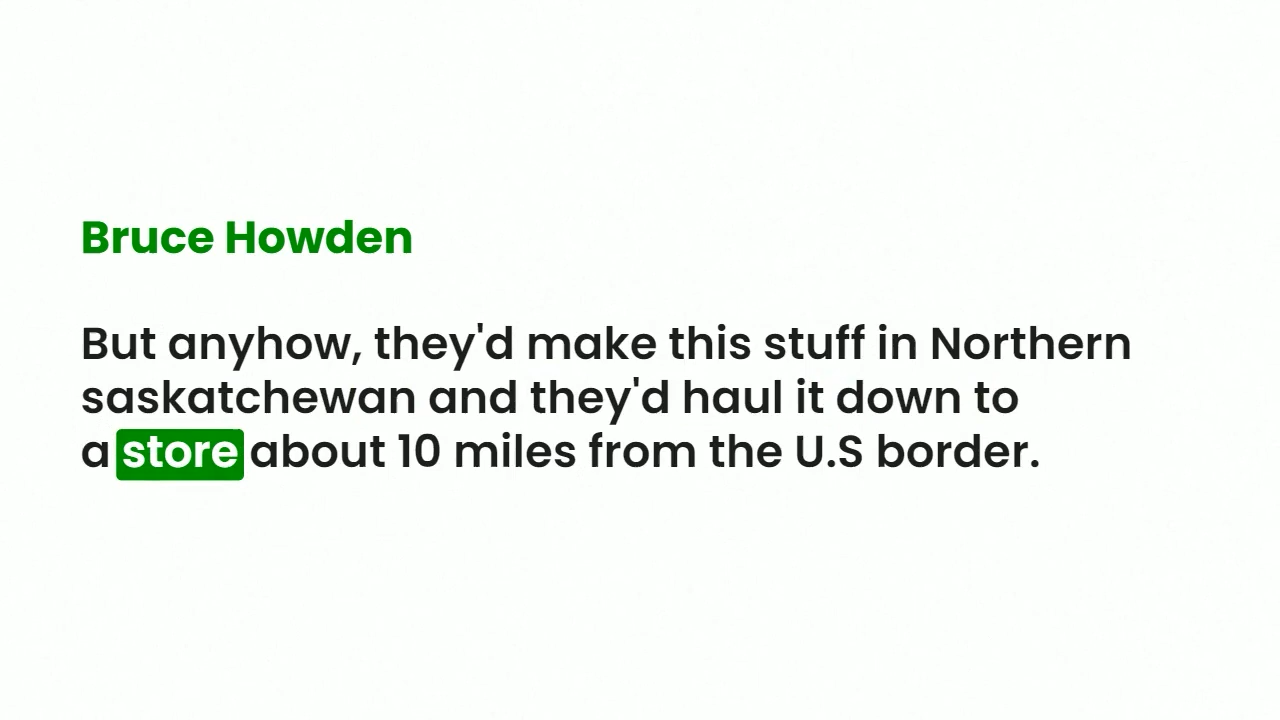 Bruce Howden
But anyhow, they'd make this stuff in Northern
saskatchewan and they'd haul it down to
a store about 10 miles from the U.S border.